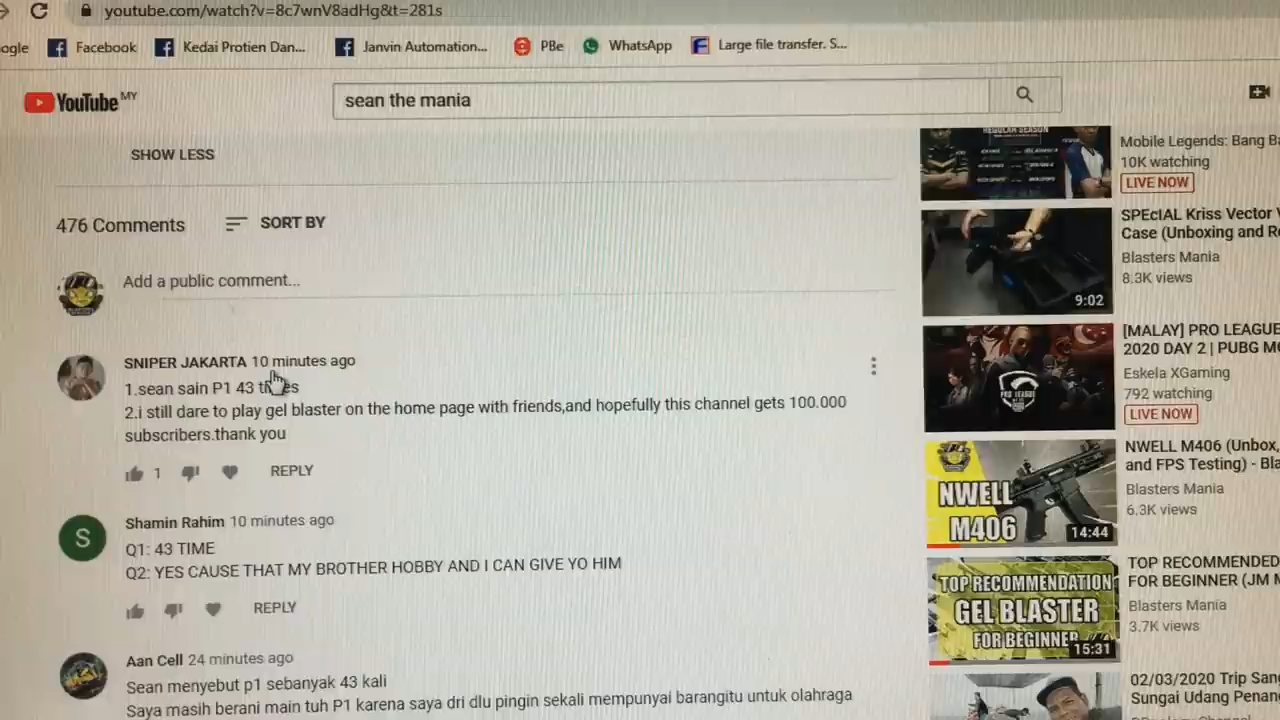 youtube.com/watch?v=8c7wnV8adHg&t=281s
ogle Facebook Kedai Protien Dan... Janvin Automation... PBe WhatsApp Large file transfer. S...
YouTube MY
sean the mania
SHOW LESS
476 Comments SORT BY
Add a public comment...
SNIPER JAKARTA 10 minutes ago
1.sean sain P1 43
2.i still dare to play gel blaster on the home page with friends,and hopefully this channel gets 100.000
subscribers.thank you
1 REPLY
S
Shamin Rahim 10 minutes ago
Q1: 43 TIME
Q2: YES CAUSE THAT MY BROTHER HOBBY AND I CAN GIVE YO HIM
REPLY
Aan Cell 24 minutes ago
Sean menyebut p1 sebanyak 43 kali
Saya masih berani main tuh P1 karena saya dri dlu pingin sekali mempunyai barangitu untuk olahraga
REGULAR SEASON
Mobile Legends: Bang
10K watching
LIVE NOW
SPEcIAL Kriss Vector
Case (Unboxing and
Blasters Mania
8.3K views
9:02
[MALAY] PRO LEAGUE
2020 DAY 2 | PUBG
Eskela XGaming
792 watching
LIVE NOW
PRO LEAGUE
NWELL M406 (Unbox,
and FPS Testing) -
Blasters Mania
6.3K views
NWELL
M406
14:44
TOP RECOMMENDED
FOR BEGINNER (JM
Blasters Mania
3.7K views
TOP RECOMMENDATION
GEL BLASTER
FOR BEGINNER
15:31
02/03/2020 Trip
Sungai Udang